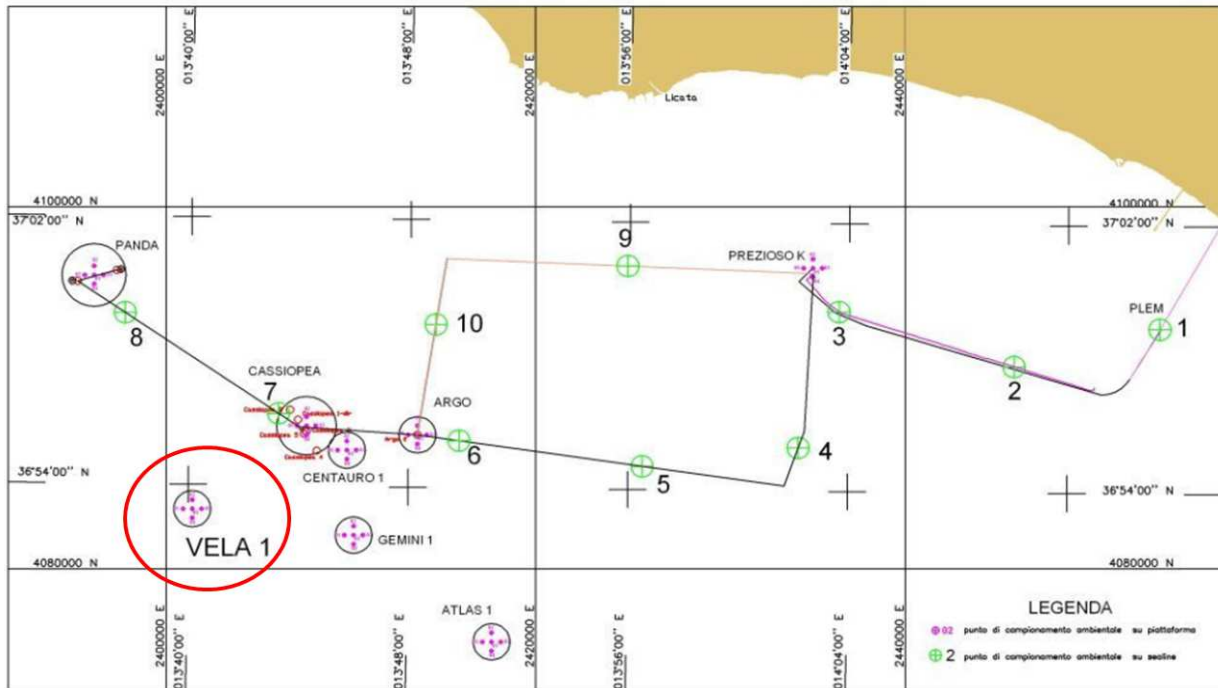 013°40'00'' E
2400000 E
013°48'00'' E
2420000 E
013°56'00'' E
014°04'00'' E
2440000 E
Licata
4100000 N
4100000 N
37°02'00'' N
37°02'00'' N
PANDA
9
PREZIOSO K
PLEM
8
10
3
1
2
CASSIOPEA
7
ARGO
6
4
CENTAURO 1
5
36°54'00'' N
36°54'00'' N
VELA 1
GEMINI 1
4080000 N
4080000 N
ATLAS 1
LEGENDA
02 punto di campionamento ambientale su piattaforma
2 punto di campionamento ambientale su sealine
2400000 E
013°40'00'' E
013°48'00'' E
2420000 E
013°56'00'' E
014°04'00'' E
2440000 E